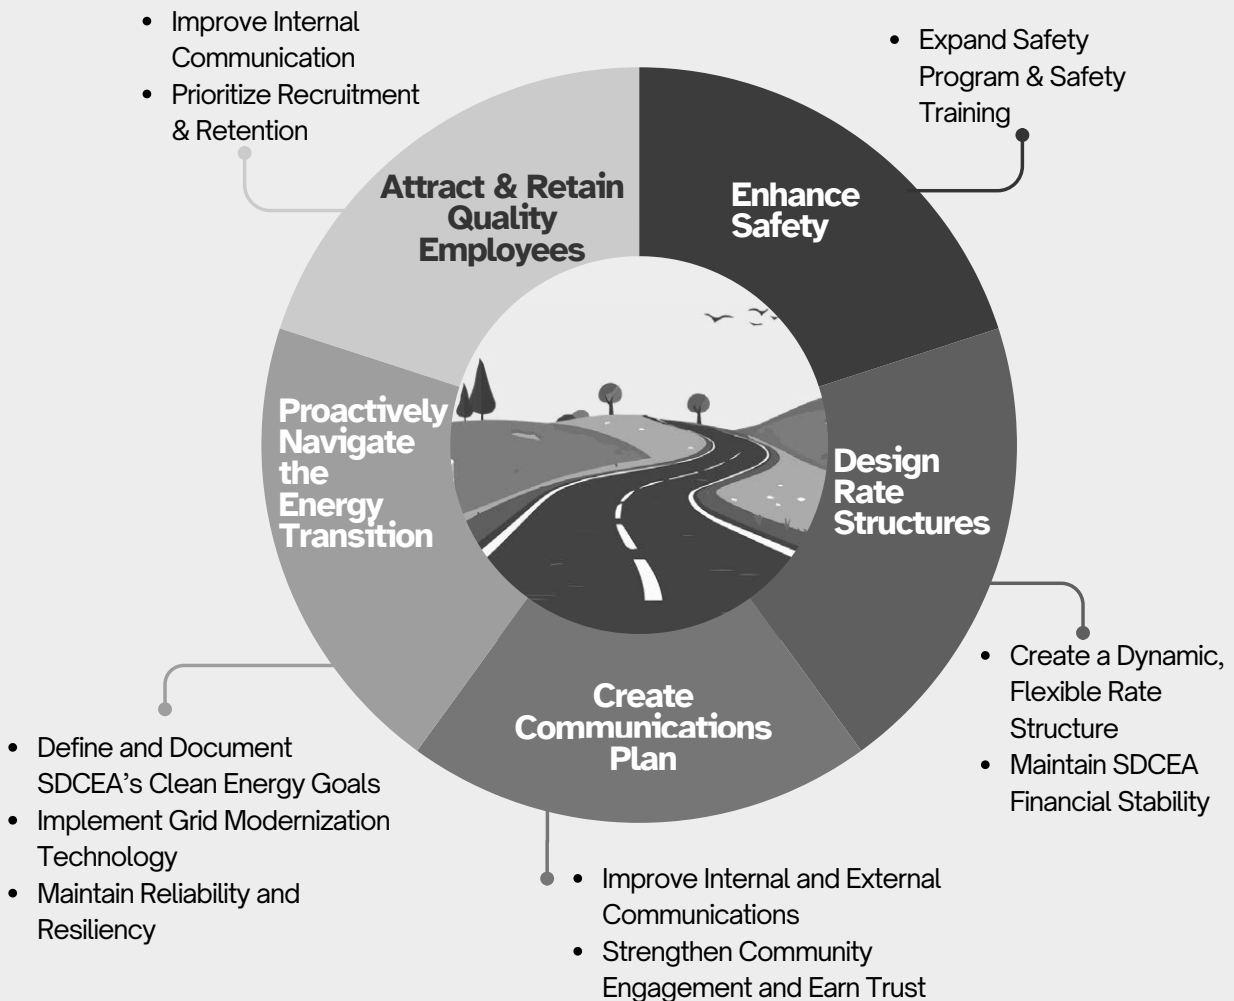 • Improve Internal
Communication
• Prioritize Recruitment
& Retention
• Expand Safety
Program & Safety
Training
Attract & Retain
Quality
Employees
Enhance
Safety
Proactively
Navigate
the
Energy
Transition
Design
Rate
Structures
Create
Communications
Plan
• Create a Dynamic,
Flexible Rate
Structure
• Maintain SDCEA
Financial Stability
• Define and Document
SDCEA’s Clean Energy Goals
• Implement Grid Modernization
Technology
• Maintain Reliability and
Resiliency
• Improve Internal and External
Communications
• Strengthen Community
Engagement and Earn Trust